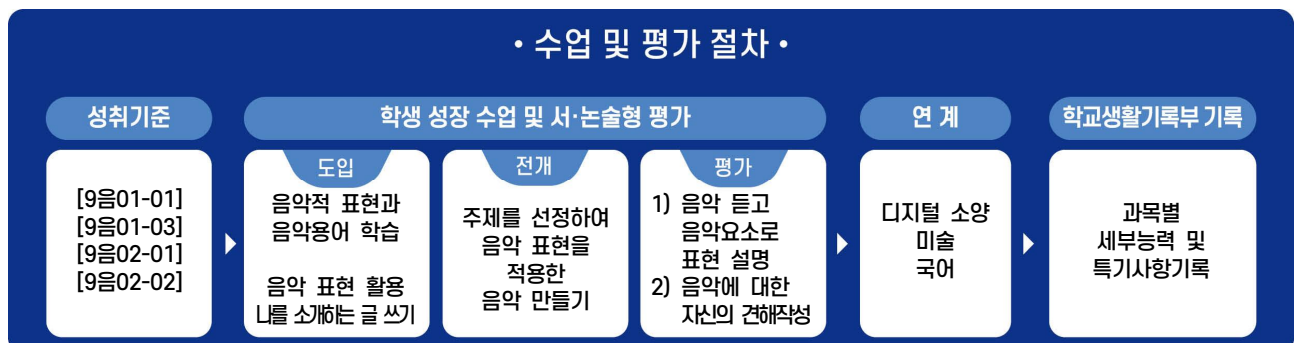 • 수업 및 평가 절차 •
성취기준
[9음01-01]
[9음01-03]
[9음02-01]
[9음02-02]
학생 성장 수업 및 서·논술형 평가
도입
음악적 표현과
음악용어 학습
음악 표현 활용
나를 소개하는 글 쓰기
전개
주제를 선정하여
음악 표현을
적용한
음악 만들기
평가
1) 음악 듣고
음악요소로
표현 설명
2) 음악에 대한
자신의 견해작성
연 계
디지털 소양
미술
국어
학교생활기록부 기록
과목별
세부능력 및
특기사항기록